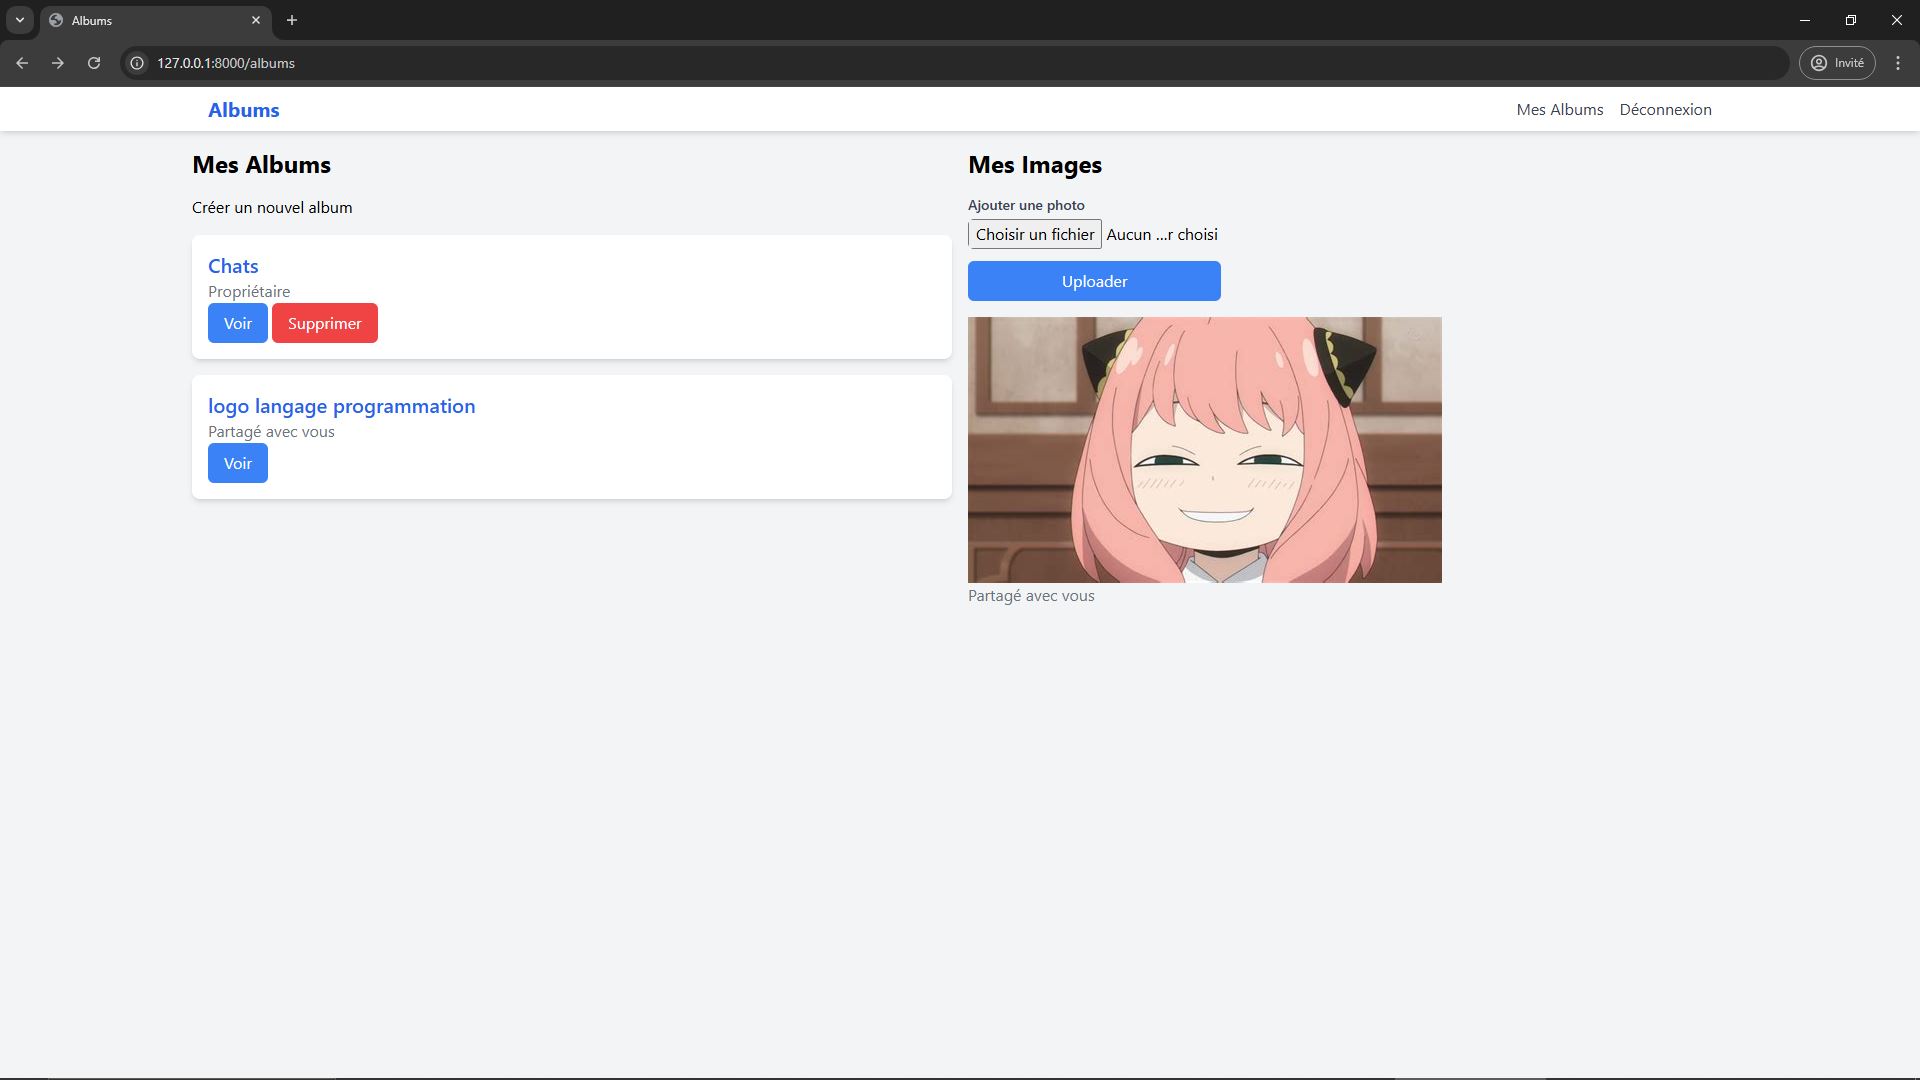 Albums
127.0.0.1:8000/albums
Invité
Albums
Mes Albums
Déconnexion
Mes Albums
Créer un nouvel album
Chats
Propriétaire
Voir
Supprimer
logo langage programmation
Partagé avec vous
Voir
Mes Images
Ajouter une photo
Choisir un fichier
Aucun ...r choisi
Uploader
Partagé avec vous